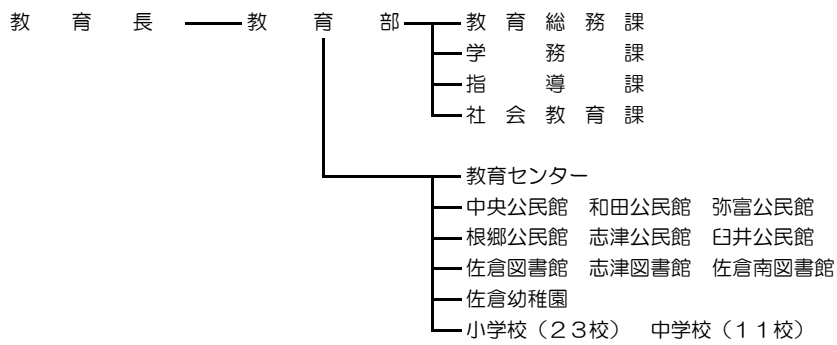 教育長 教育部 教育総務課
学務課
指導課
社会教育課
教育センター
中央公民館 和田公民館 弥富公民館
根郷公民館 志津公民館 臼井公民館
佐倉図書館 志津図書館 佐倉南図書館
佐倉幼稚園
小学校（２３校） 中学校（１１校）